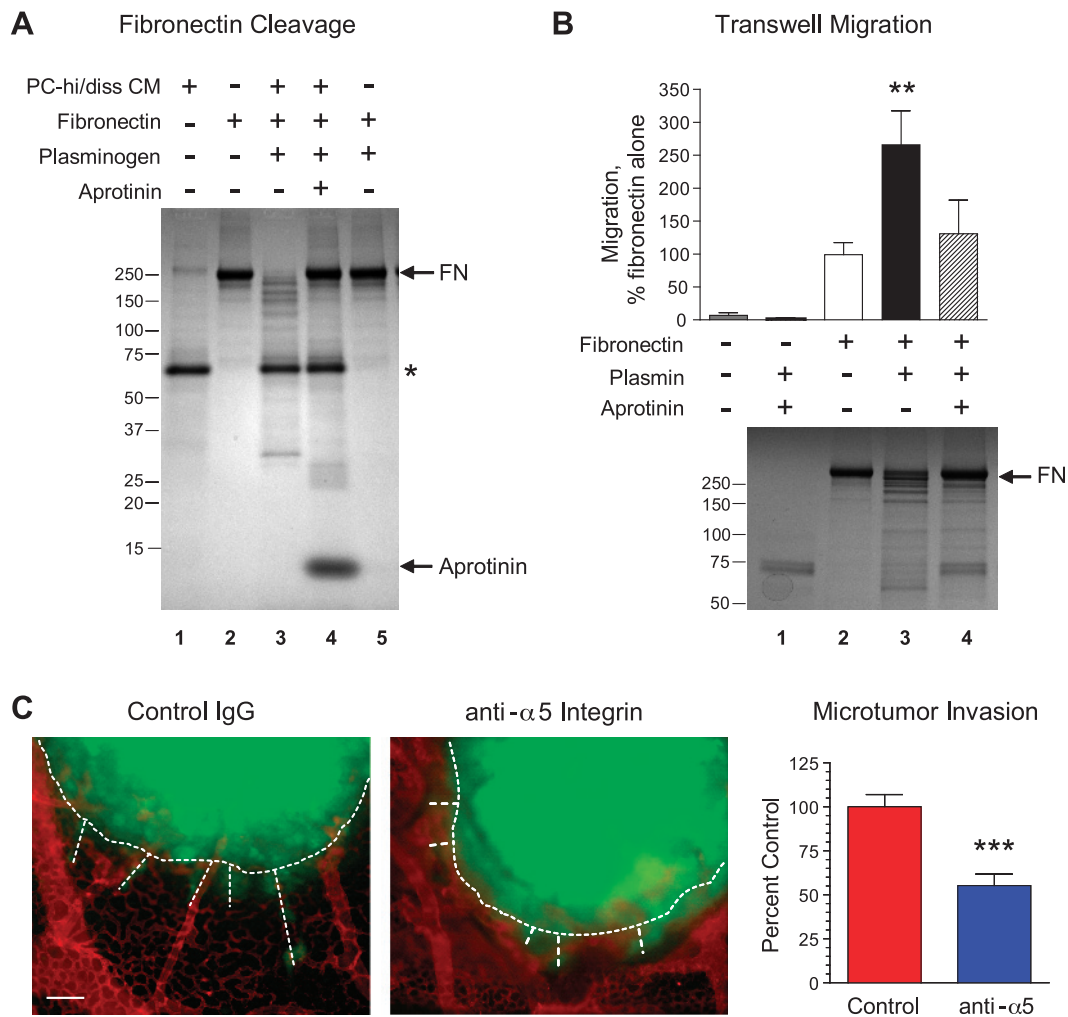 A
Fibronectin Cleavage
PC-hi/diss CM + - + + -
Fibronectin - + + + +
Plasminogen - - + + +
Aprotinin - - - + -
250
150
100
75
50
37
25
20
15
FN
*
Aprotinin
1 2 3 4 5
B
Transwell Migration
Migration,
% fibronectin alone
350
300
250
200
150
100
50
0
**
Fibronectin - - + + +
Plasmin - + - + +
Aprotinin - + - - +
250
150
100
75
50
FN
1 2 3 4
C
Control IgG
anti-α5 Integrin
Microtumor Invasion
Percent Control
125
100
75
50
25
0
***
Control anti-α5